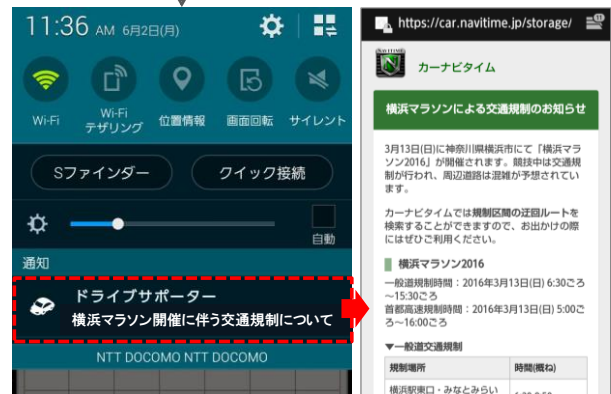 11:36 AM 6月2日(月)
Wi-Fi
Wi-Fi
テザリング
位置情報
画面回転
サイレント
Sファインダー
クイック接続
自動
通知
ドライブサポーター
横浜マラソン開催に伴う交通規制について
NTT DOCOMO NTT DOCOMO
https://car.navitime.jp/storage/
カーナビタイム
横浜マラソンによる交通規制のお知らせ
3月13日(日)に神奈川県横浜市にて「横浜マラ
ソン2016」が開催されます。競技中は交通規
制が行われ、周辺道路は混雑が予想されてい
ます。
カーナビタイムでは規制区間の迂回ルートを
検索することができますので、お出かけの際
にはぜひご利用ください。
横浜マラソン2016
一般道規制時間：2016年3月13日(日) 6:30ごろ
～15:30ごろ
首都高速規制時間：2016年3月13日(日) 5:00ご
ろ～16:00ごろ
▼一般道交通規制
規制場所 時間(概ね)
横浜駅東口・みなとみらい